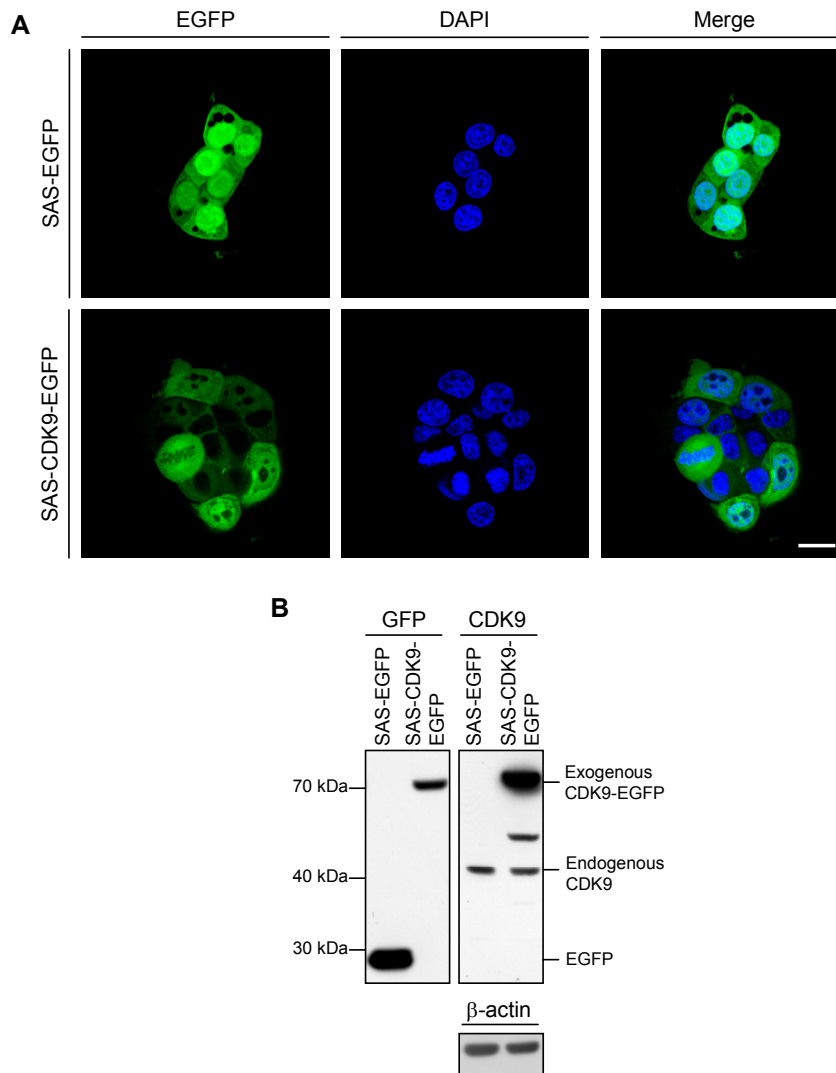 A
EGFP
DAPI
Merge
SAS-EGFP
SAS-CDK9-EGFP
B
GFP
CDK9
SAS-EGFP
SAS-CDK9-
EGFP
SAS-EGFP
SAS-CDK9-
EGFP
70 kDa
40 kDa
30 kDa
Exogenous
CDK9-EGFP
Endogenous
CDK9
EGFP
β-actin